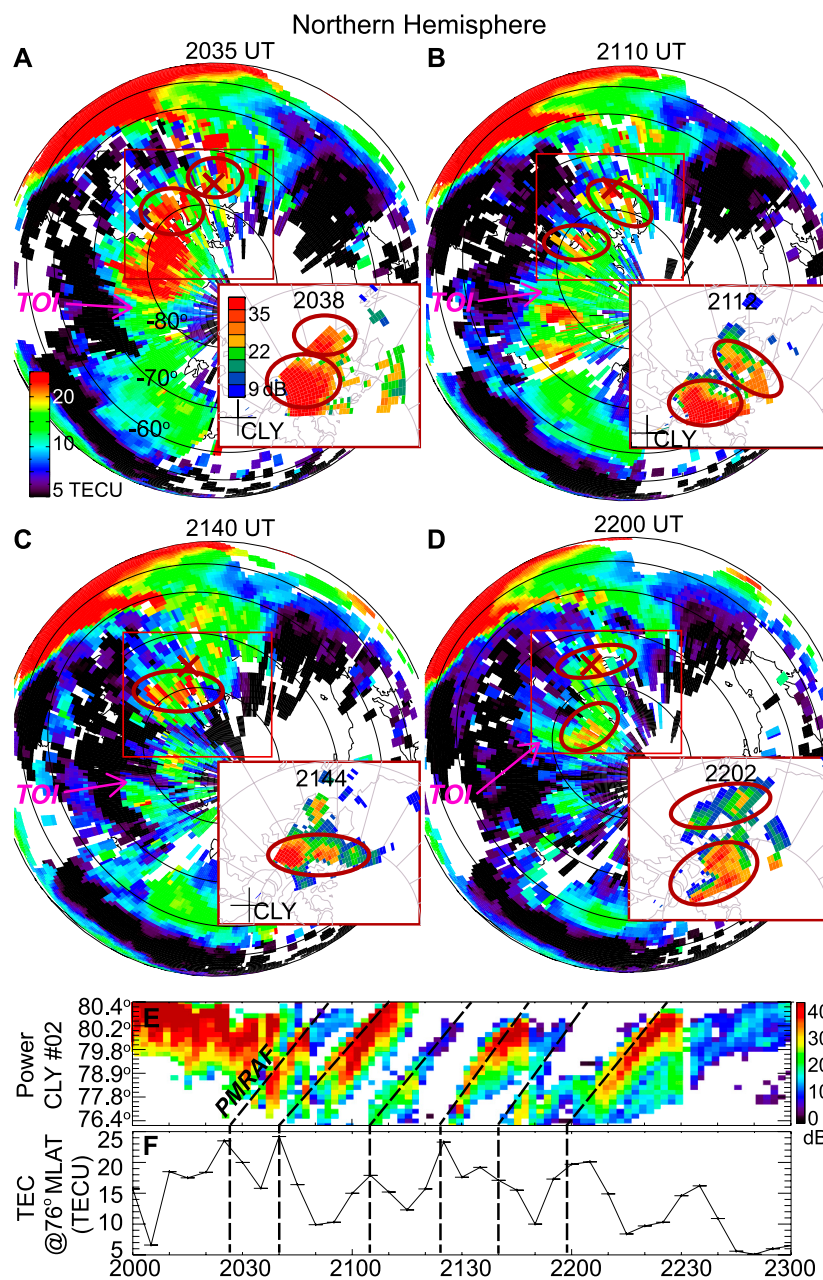 Northern Hemisphere
A
2035 UT
B
2110 UT
TOI
TOI
-80°
-70°
-60°
20
10
5 TECU
2038
35
22
9 dB
CLY
2112
CLY
C
2140 UT
D
2200 UT
TOI
TOI
2144
CLY
2202
E
Power
CLY #02
80.4°
80.2°
79.8°
78.9°
77.8°
76.4°
PMRAF
40
30
20
10
0
dB
F
TEC
@76° MLAT
(TECU)
25
20
15
10
5
2000 2030 2100 2130 2200 2230 2300